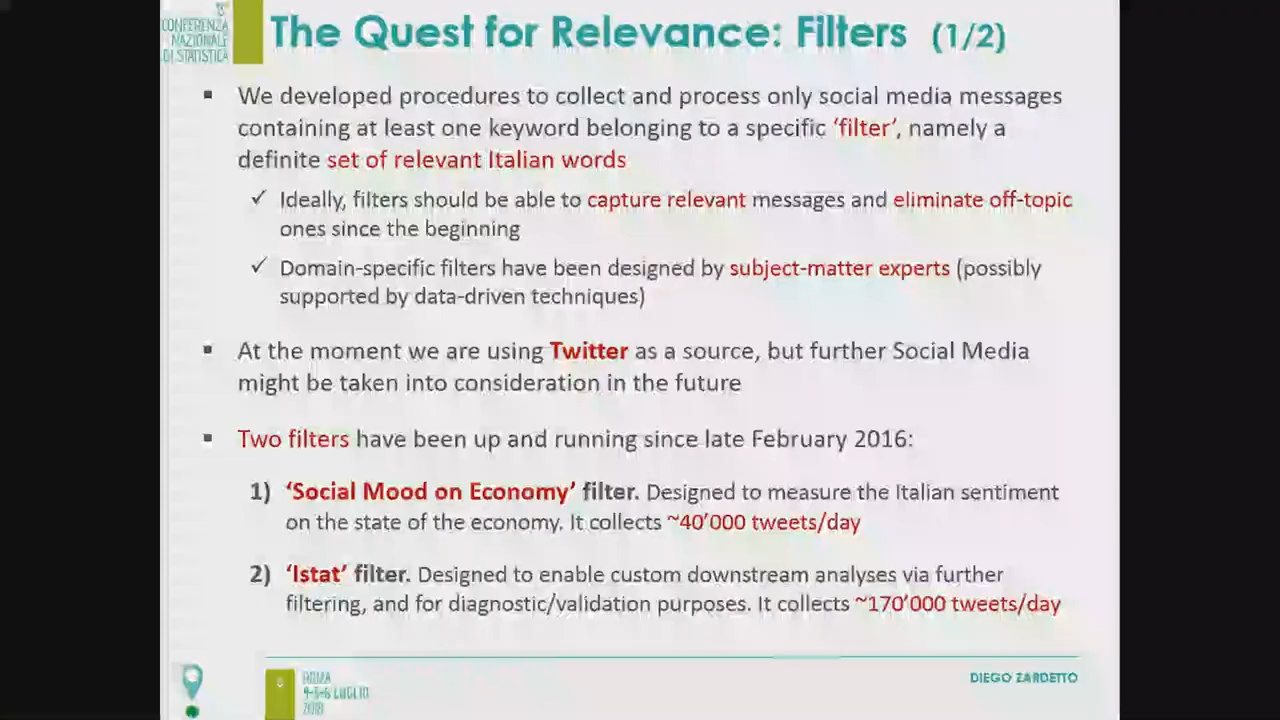 CONFERENZA
NAZIONALE
DI STATISTICA
The Quest for Relevance: Filters (1/2)
▪ We developed procedures to collect and process only social media messages
containing at least one keyword belonging to a specific ‘filter’, namely a
definite set of relevant Italian words
✓ Ideally, filters should be able to capture relevant messages and eliminate off-topic
ones since the beginning
✓ Domain-specific filters have been designed by subject-matter experts (possibly
supported by data-driven techniques)
▪ At the moment we are using Twitter as a source, but further Social Media
might be taken into consideration in the future
▪ Two filters have been up and running since late February 2016:
1) ‘Social Mood on Economy’ filter. Designed to measure the Italian sentiment
on the state of the economy. It collects ~40’000 tweets/day
2) ‘Istat’ filter. Designed to enable custom downstream analyses via further
filtering, and for diagnostic/validation purposes. It collects ~170’000 tweets/day
ROMA
LUGLIO
DIEGO ZARDETTO